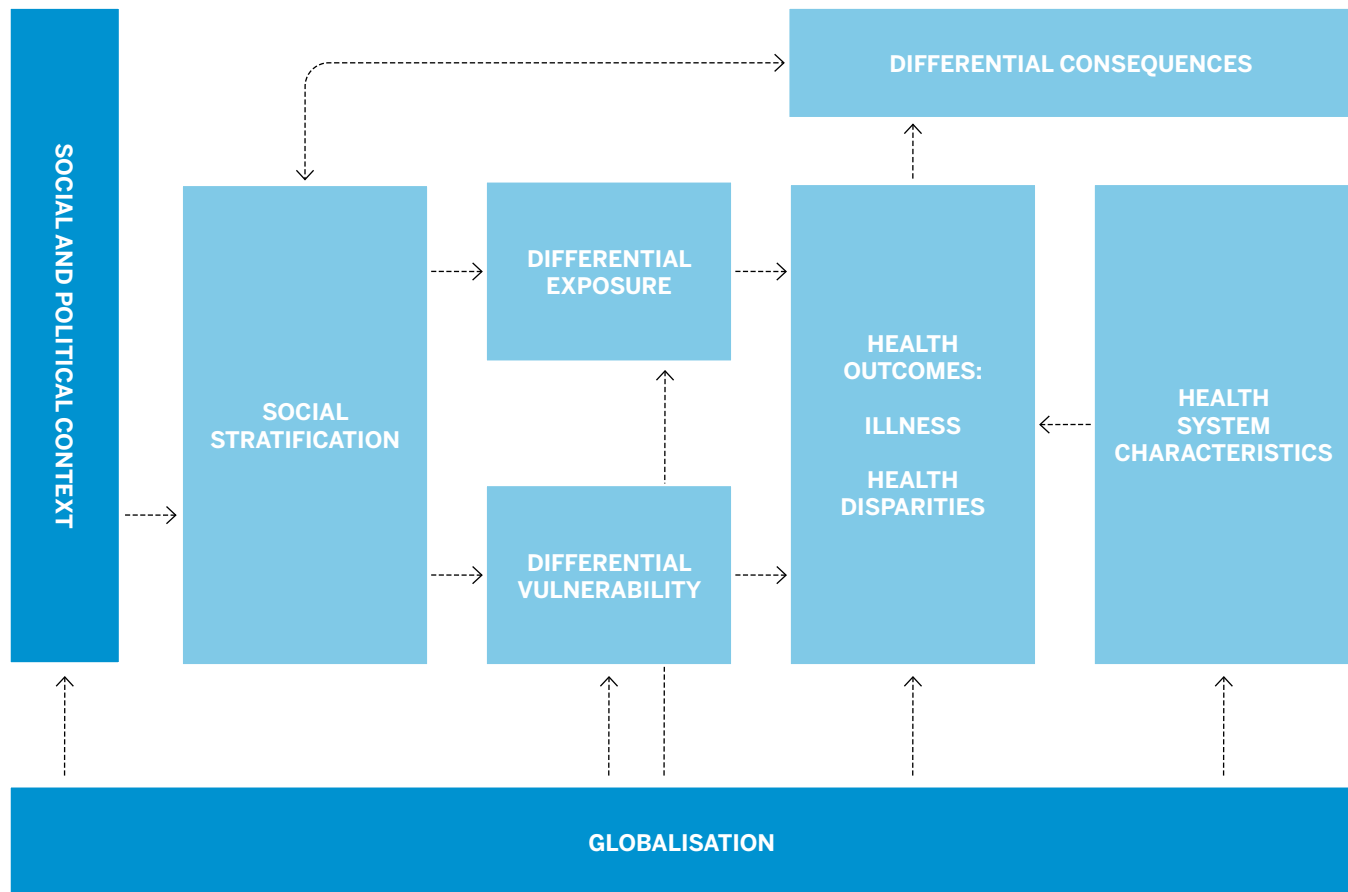 SOCIAL AND POLITICAL CONTEXT
DIFFERENTIAL CONSEQUENCES
SOCIAL
STRATIFICATION
DIFFERENTIAL
EXPOSURE
DIFFERENTIAL
VULNERABILITY
HEALTH
OUTCOMES:
ILLNESS
HEALTH
DISPARITIES
HEALTH
SYSTEM
CHARACTERISTICS
GLOBALISATION